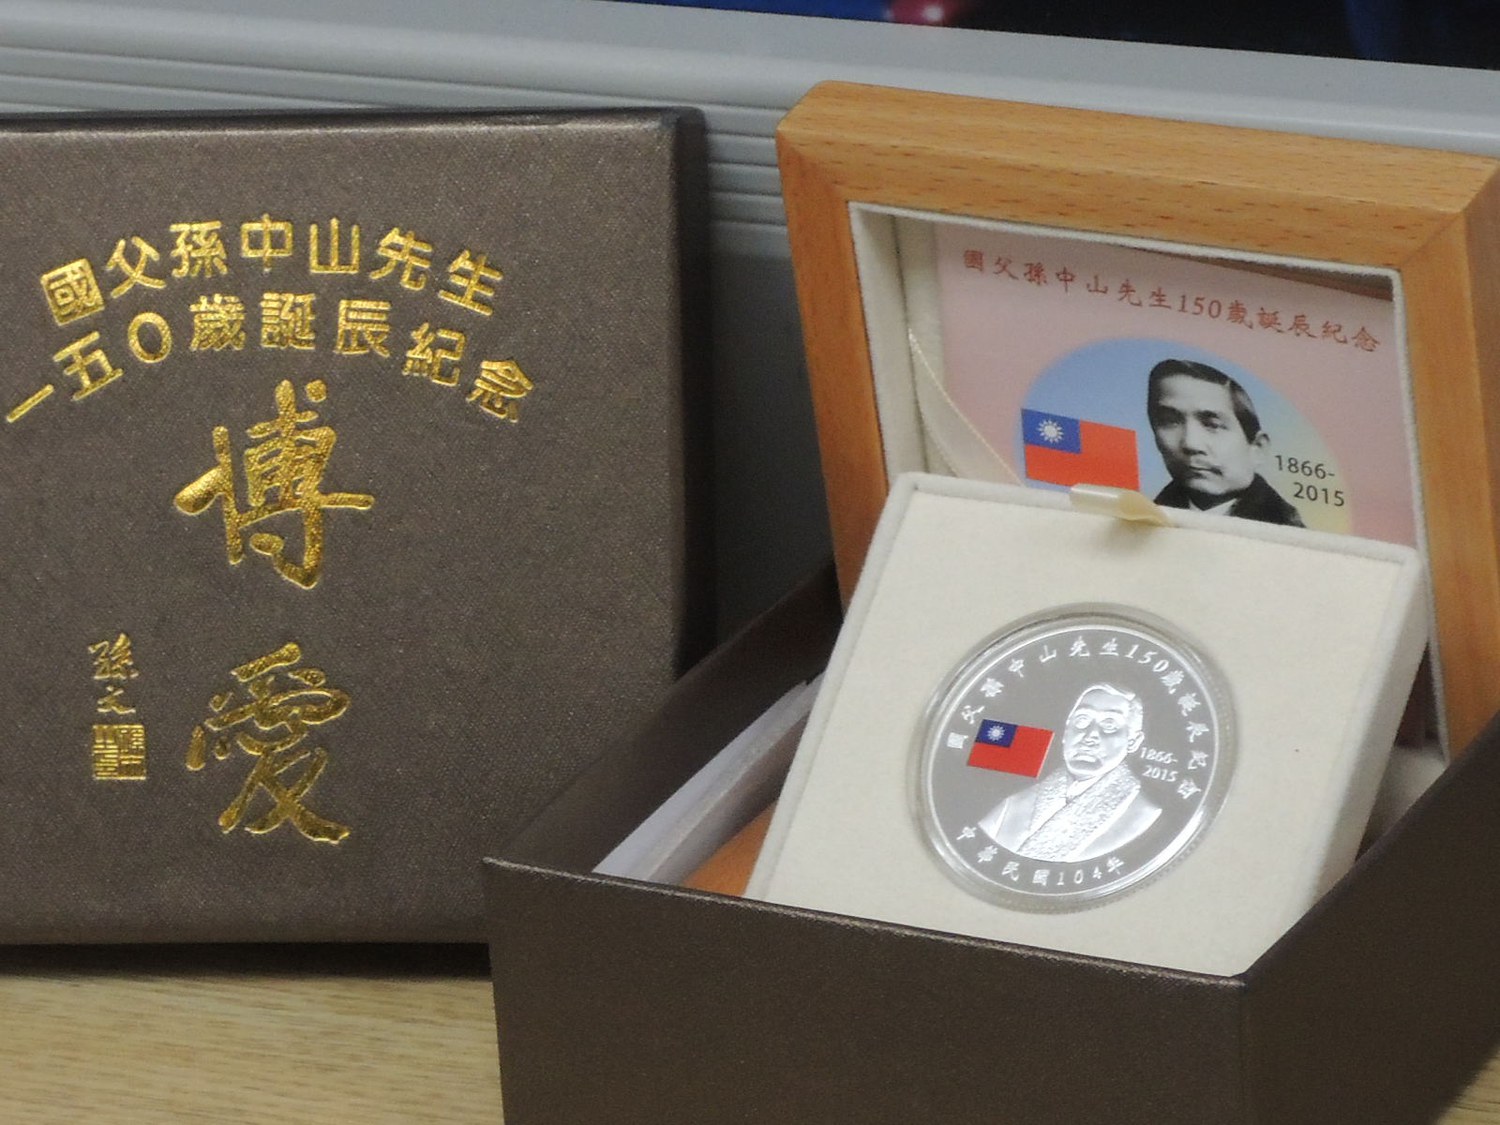 國父孫中山先生
一五0歲誕辰紀念
博
愛
孫文
國父孫中山先生150歲誕辰紀念
1866-
2015
國父孫中山先生150歲誕辰紀念
1866-
2015
中華民國104年